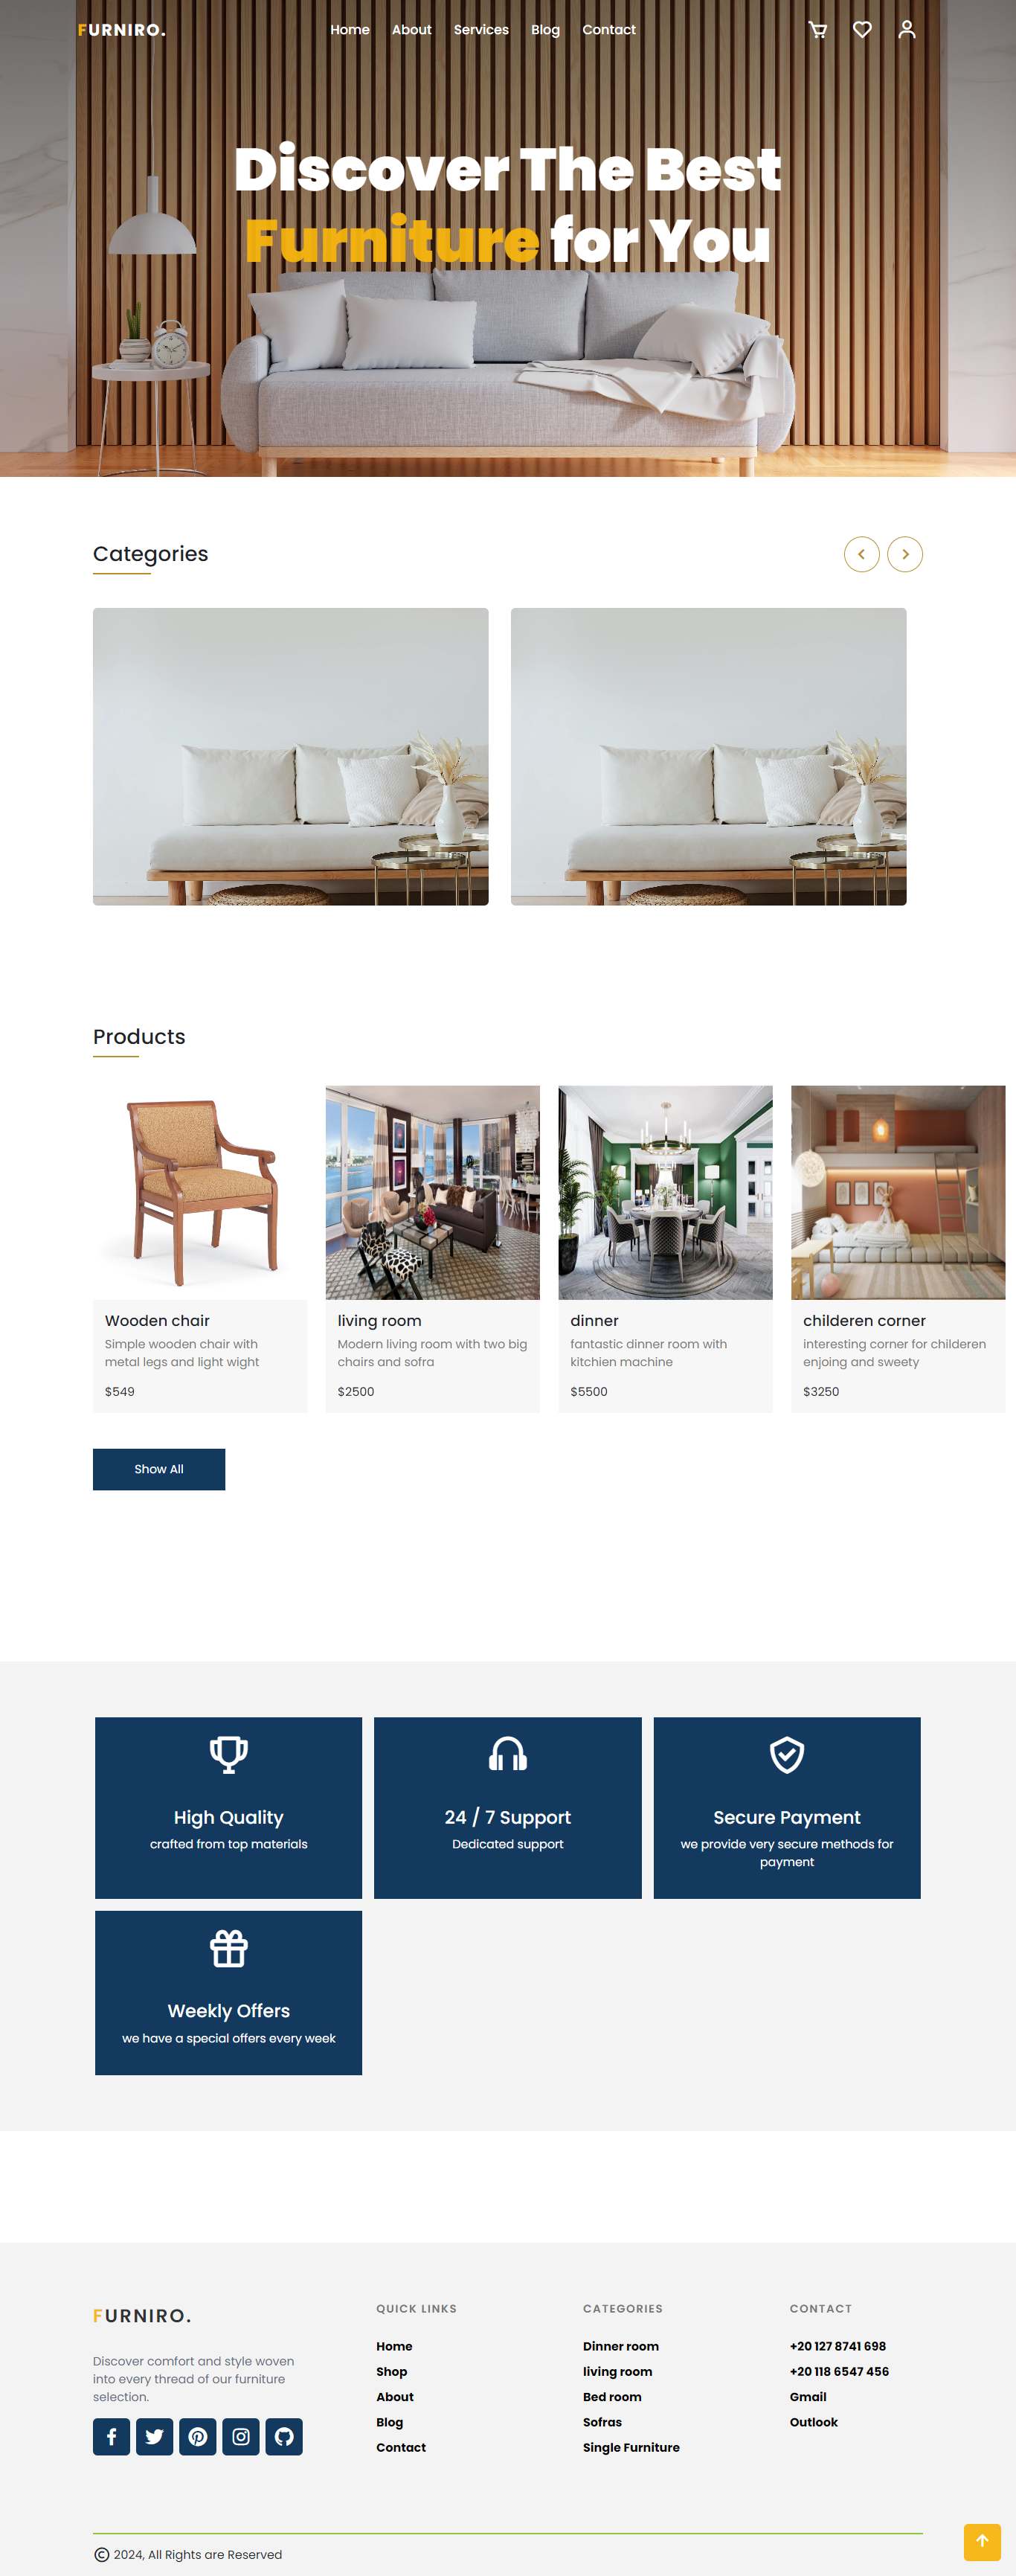 FURNIRO.
Home About Services Blog Contact
Discover The Best
Furniture for You
Categories
Products
Wooden chair
Simple wooden chair with
metal legs and light wight
$549
living room
Modern living room with two big
chairs and sofra
$2500
dinner
fantastic dinner room with
kitchien machine
$5500
childeren corner
interesting corner for childeren
enjoing and sweety
$3250
Show All
High Quality
crafted from top materials
24 / 7 Support
Dedicated support
Secure Payment
we provide very secure methods for
payment
Weekly Offers
we have a special offers every week
FURNIRO.
Discover comfort and style woven
into every thread of our furniture
selection.
QUICK LINKS
Home
Shop
About
Blog
Contact
CATEGORIES
Dinner room
living room
Bed room
Sofras
Single Furniture
CONTACT
+20 127 8741 698
+20 118 6547 456
Gmail
Outlook
© 2024, All Rights are Reserved